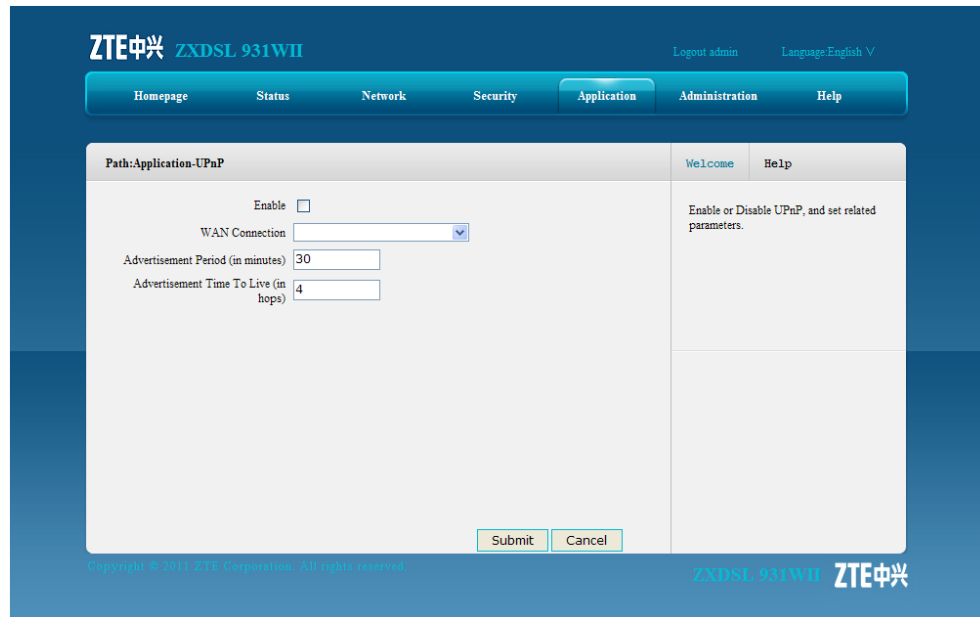 ZTE中兴 ZXDSL 931WII
Logout admin Language:English V
Homepage Status Network Security Application Administration Help
Path:Application-UPnP
Welcome Help
Enable
WAN Connection
Advertisement Period (in minutes) 30
Advertisement Time To Live (in
hops) 4
Enable or Disable UPnP, and set related
parameters.
Submit Cancel
Copyright © 2011 ZTE Corporation. All rights reserved.
ZXDSL 931WII ZTE中兴